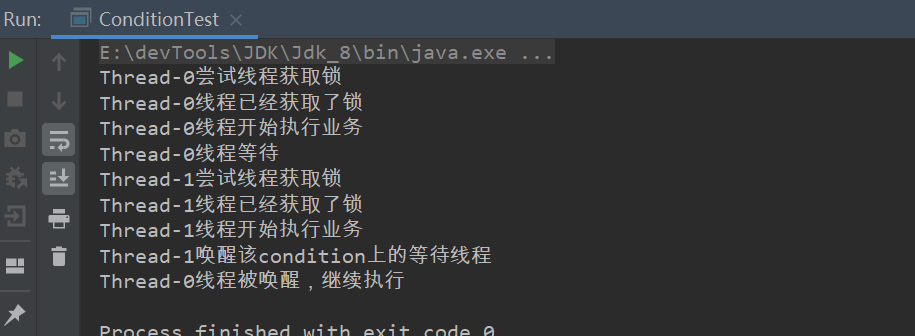 Run: ConditionTest
E:\devTools\JDK\Jdk_8\bin\java.exe ...
Thread-0尝试线程获取锁
Thread-0线程已经获取了锁
Thread-0线程开始执行业务
Thread-0线程等待
Thread-1尝试线程获取锁
Thread-1线程已经获取了锁
Thread-1线程开始执行业务
Thread-1唤醒该condition上的等待线程
Thread-0线程被唤醒，继续执行
Process finished with exit code 0